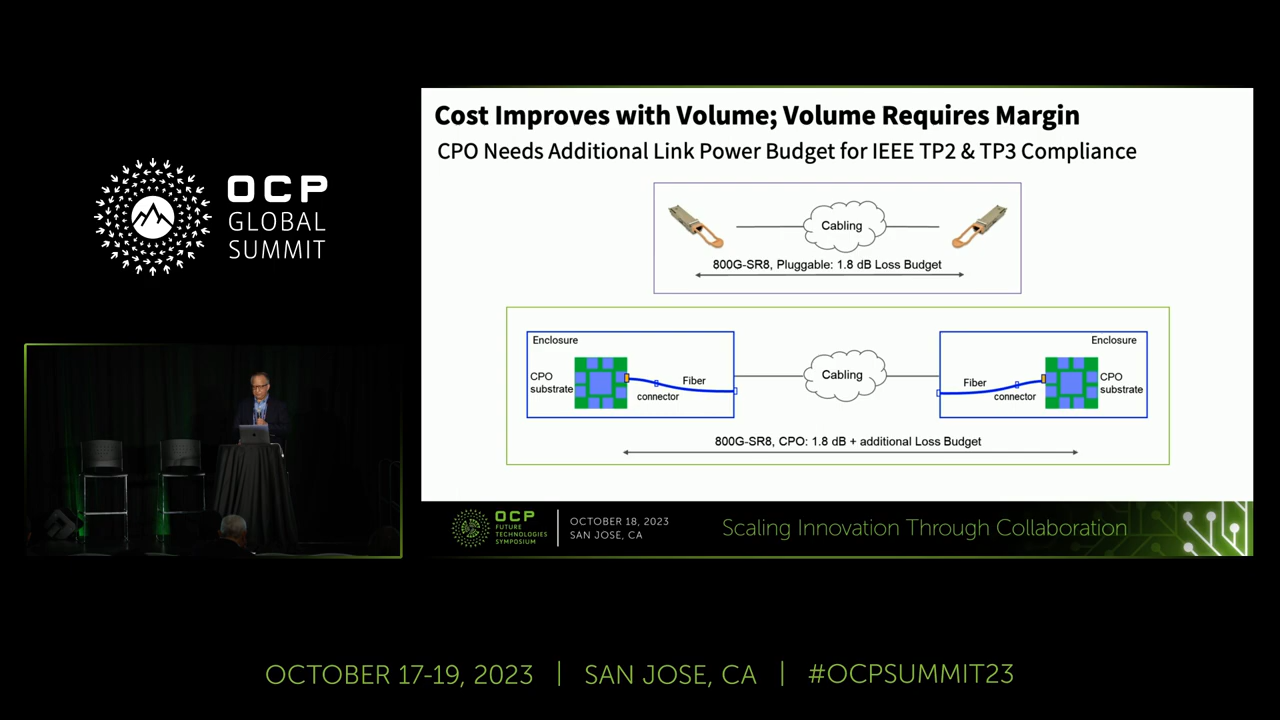 OCP
GLOBAL
SUMMIT
Cost Improves with Volume; Volume Requires Margin
CPO Needs Additional Link Power Budget for IEEE TP2 & TP3 Compliance
Cabling
800G-SR8, Pluggable: 1.8 dB Loss Budget
Enclosure
CPO
substrate
Fiber
connector
Cabling
Enclosure
Fiber
connector
CPO
substrate
800G-SR8, CPO: 1.8 dB + additional Loss Budget
OCP
FUTURE
TECHNOLOGIES
SYMPOSIUM
OCTOBER 18, 2023
SAN JOSE, CA
Scaling Innovation Through Collaboration
OCTOBER 17-19, 2023 | SAN JOSE, CA | #OCPSUMMIT23